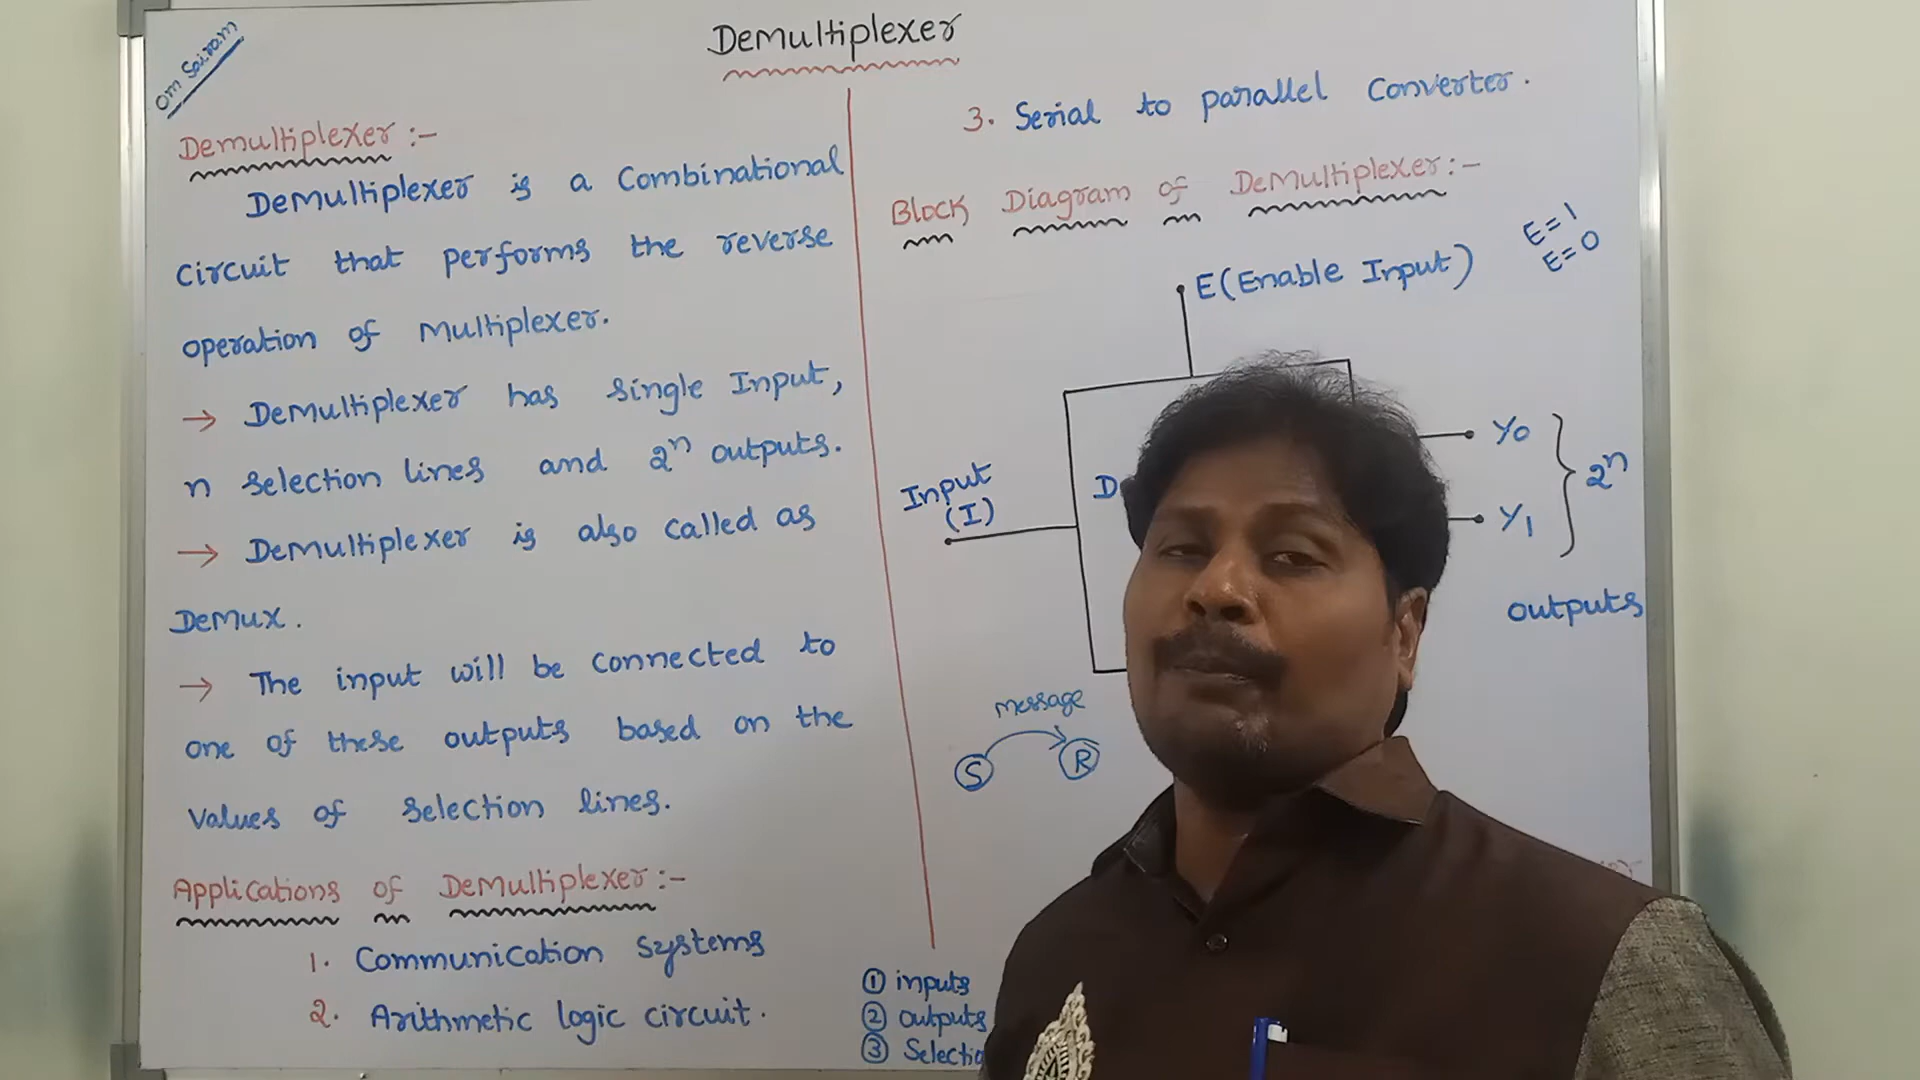 Om Sairam
Demultiplexer
Demultiplexer :-
Demultiplexer is a Combinational
Circuit that performs the reverse
operation of Multiplexer.
→ Demultiplexer has single Input,
n selection lines and 2ⁿ outputs.
→ Demultiplexer is also called as
Demux.
→ The input will be connected to
one of these outputs based on the
values of selection lines.
Applications of Demultiplexer :-
1. Communication systems
2. Arithmetic logic circuit.
3. Serial to parallel Converter.
Block Diagram of Demultiplexer :-
E=1
E=0
E(Enable Input)
Input
(I)
D
Y0
Y1
2ⁿ
outputs
message
S
R
① inputs
② outputs
③ Selectio